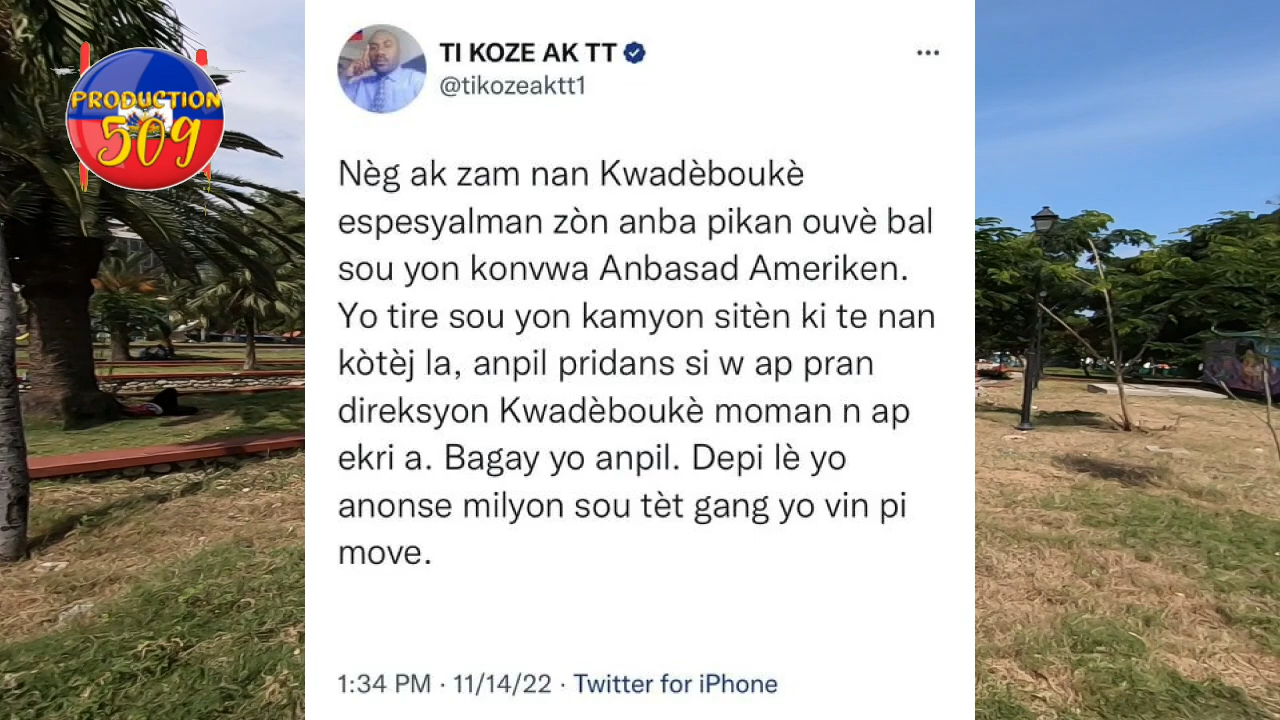 PRODUCTION
509
TI KOZE AK TT
@tikozeaktt1
Nèg ak zam nan Kwadèboukè
espesyalman zòn anba pikan ouvè bal
sou yon konvwa Anbasad Ameriken.
Yo tire sou yon kamyon sitèn ki te nan
kòtèj la, anpil pridans si w ap pran
direksyon Kwadèboukè moman n ap
ekri a. Bagay yo anpil. Depi lè yo
anonse milyon sou tèt gang yo vin pi
move.
1:34 PM · 11/14/22 · Twitter for iPhone